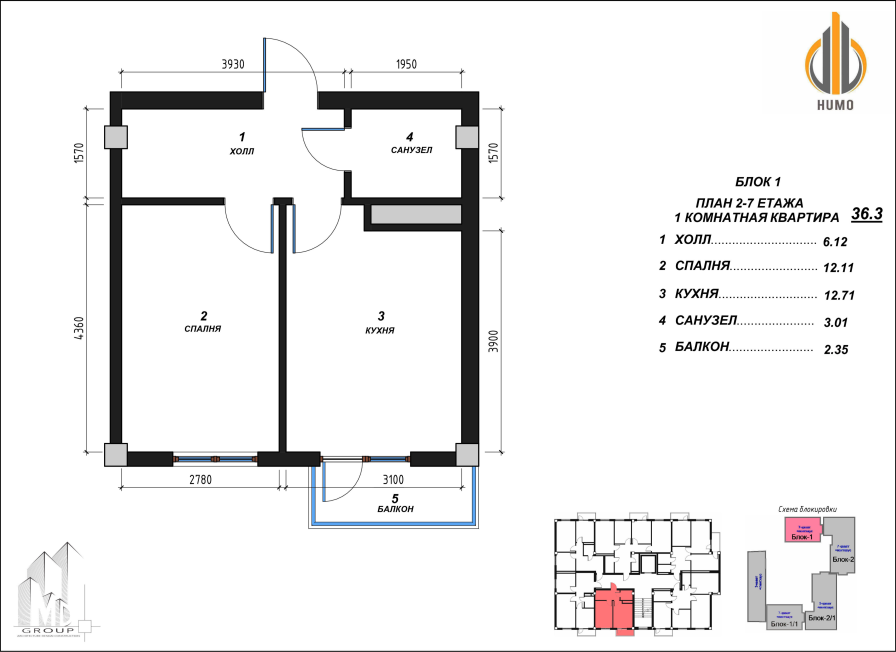 HUMO
3930
1950
1570
1
ХОЛЛ
4
САНУЗЕЛ
1570
4360
2
СПАЛНЯ
3
КУХНЯ
3900
2780
3100
5
БАЛКОН
БЛОК 1
ПЛАН 2-7 ЕТАЖА
1 КОМНАТНАЯ КВАРТИРА 36.3
1 ХОЛЛ............................ 6.12
2 СПАЛНЯ....................... 12.11
3 КУХНЯ.......................... 12.71
4 САНУЗЕЛ...................... 3.01
5 БАЛКОН........................ 2.35
Схема блокировки
Блок-1
Блок-2
Блок-1/1
Блок-2/1
GROUP